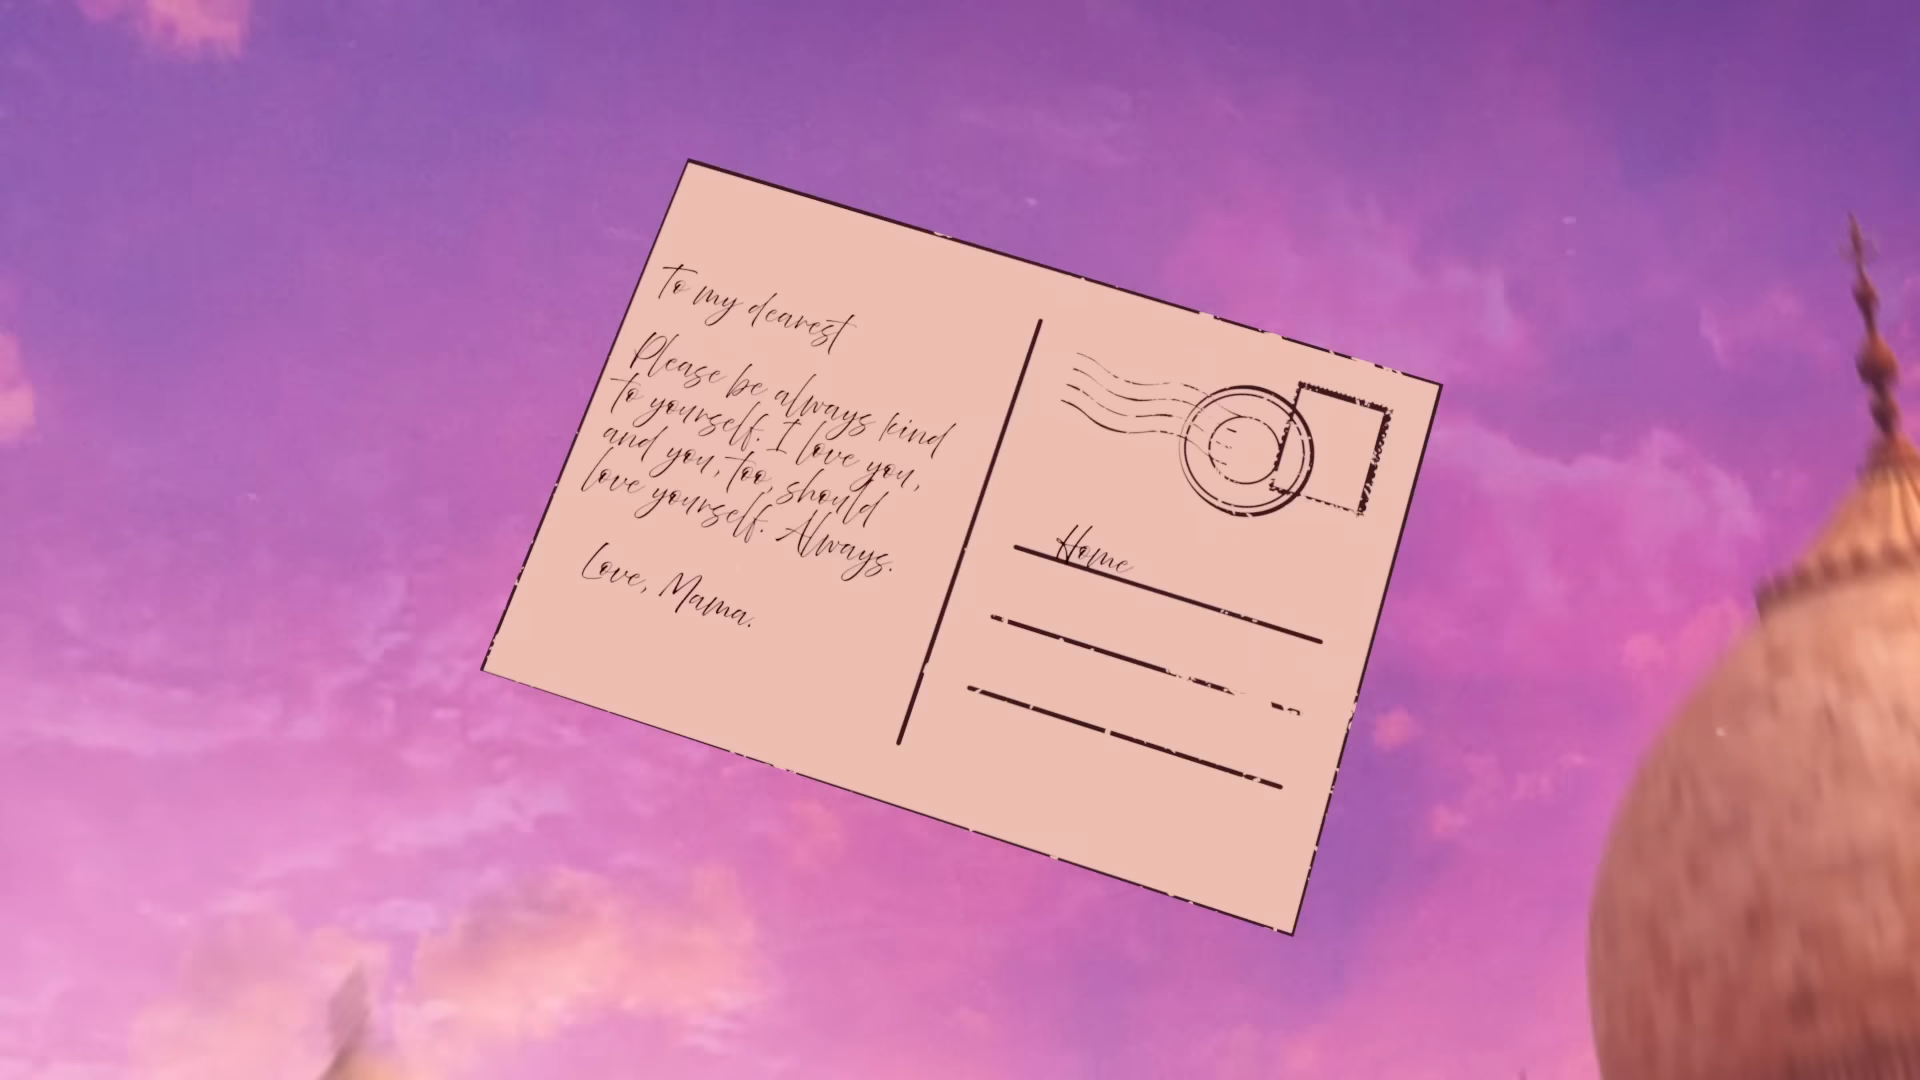 To my dearest
Please be always kind
to yourself. I love you,
and you, too, should
love yourself. Always.
Love, Mama.
Home